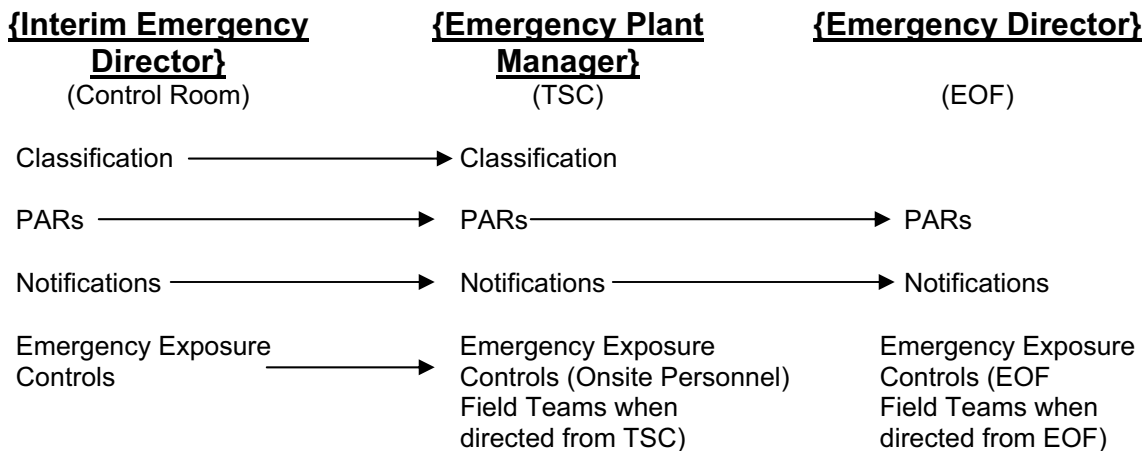 {Interim Emergency Director}
(Control Room)
{Emergency Plant Manager}
(TSC)
{Emergency Director}
(EOF)
Classification
Classification
PARs
PARs
PARs
Notifications
Notifications
Notifications
Emergency Exposure
Controls
Emergency Exposure
Controls (Onsite Personnel)
Field Teams when
directed from TSC)
Emergency Exposure
Controls (EOF
Field Teams when
directed from EOF)